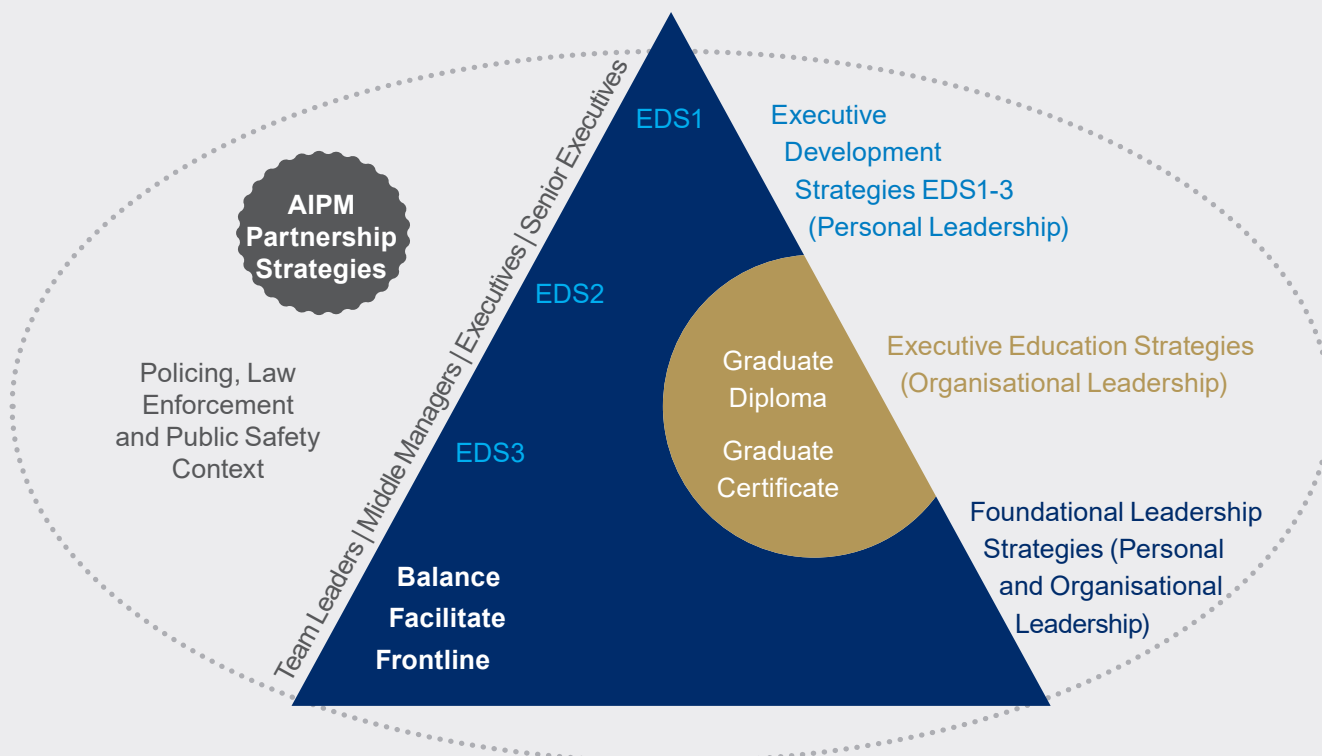 EDS1
Executive
Development
Strategies EDS1-3
(Personal Leadership)
AIPM
Partnership
Strategies
Team Leaders | Middle Managers | Executives | Senior Executives
EDS2
Graduate
Diploma
Graduate
Certificate
Executive Education Strategies
(Organisational Leadership)
Policing, Law
Enforcement
and Public Safety
Context
EDS3
Foundational Leadership
Strategies (Personal
and Organisational
Leadership)
Balance
Facilitate
Frontline